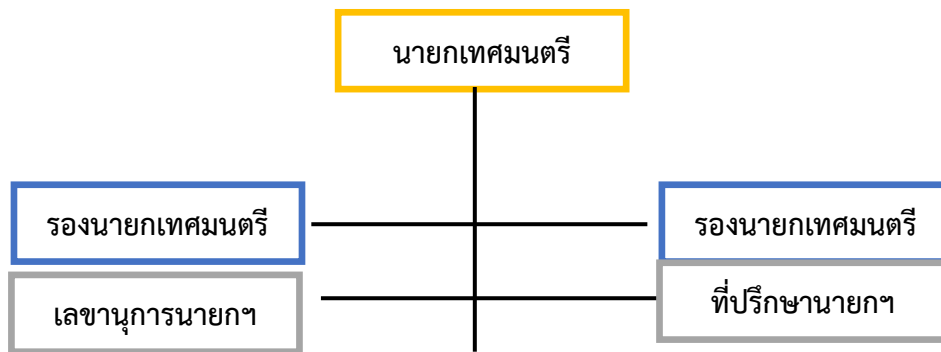 นายกเทศมนตรี
รองนายกเทศมนตรี
รองนายกเทศมนตรี
เลขานุการนายกฯ
ที่ปรึกษานายกฯ